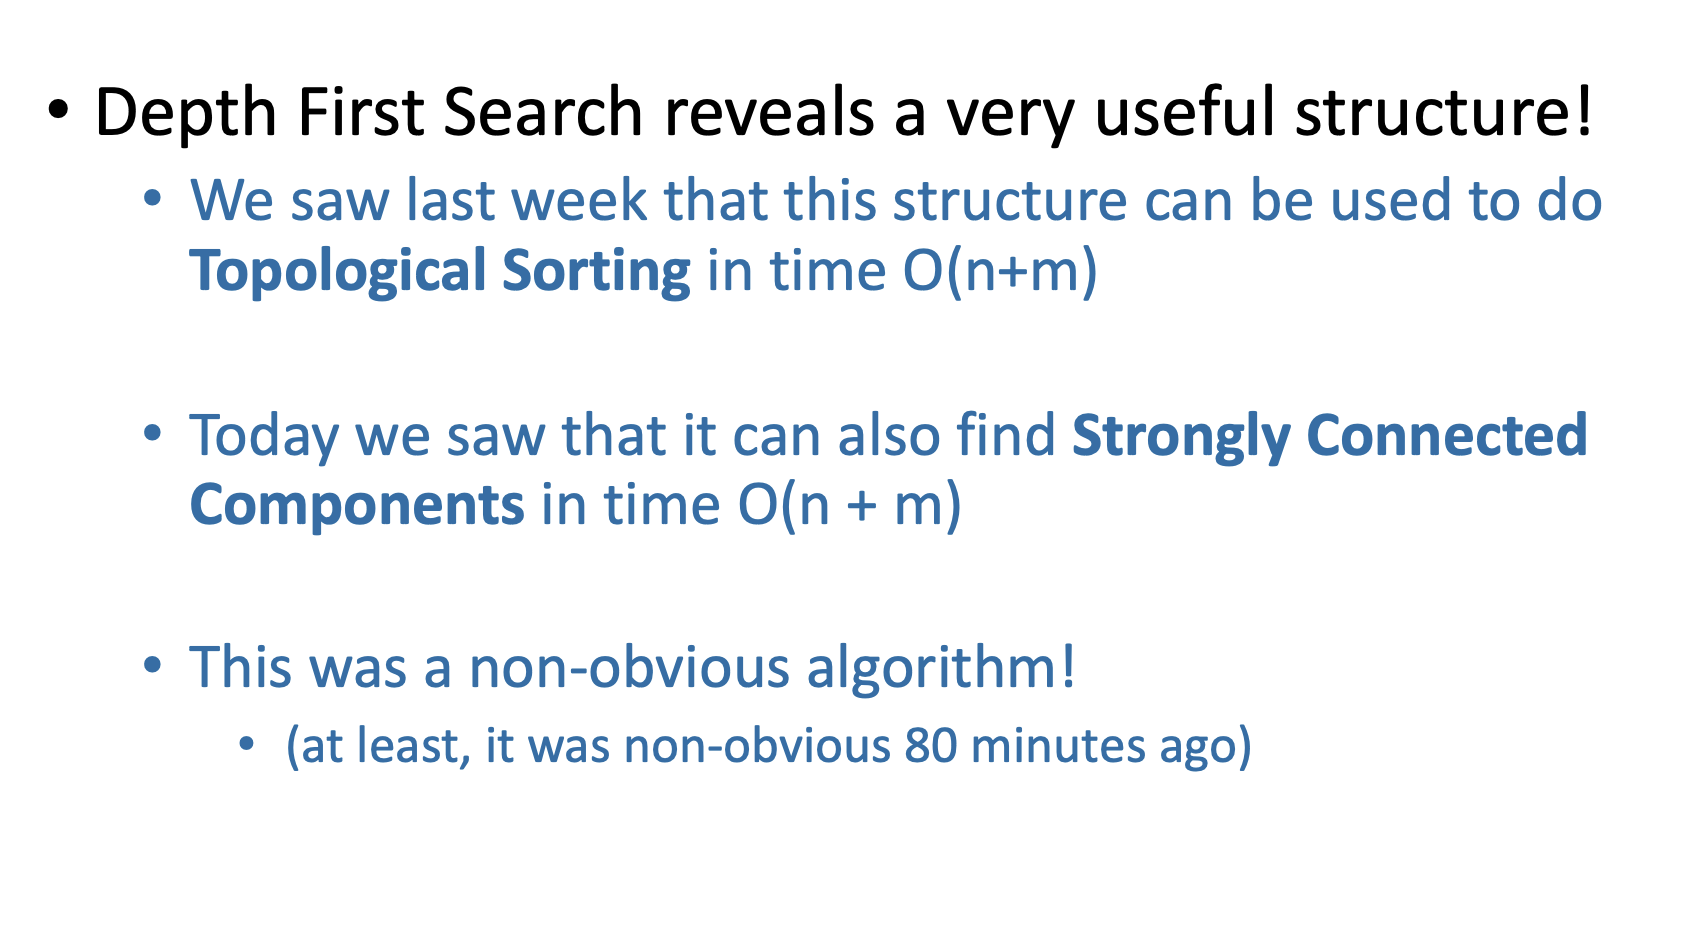 • Depth First Search reveals a very useful structure!
• We saw last week that this structure can be used to do
Topological Sorting in time O(n+m)
• Today we saw that it can also find Strongly Connected
Components in time O(n + m)
• This was a non-obvious algorithm!
• (at least, it was non-obvious 80 minutes ago)